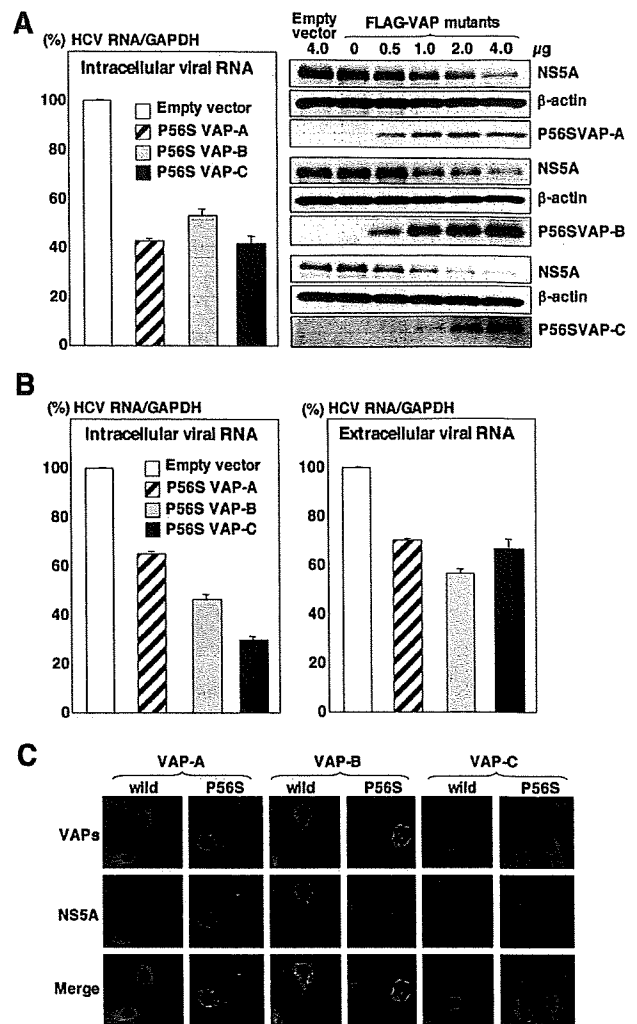 A
(%) HCV RNA/GAPDH
Intracellular viral RNA
Empty vector
P56S VAP-A
P56S VAP-B
P56S VAP-C
100
80
60
40
20
0
Empty vector FLAG-VAP mutants
4.0 0 0.5 1.0 2.0 4.0 µg
NS5A
β-actin
P56SVAP-A
NS5A
β-actin
P56SVAP-B
NS5A
β-actin
P56SVAP-C
B
(%) HCV RNA/GAPDH
Intracellular viral RNA
Empty vector
P56S VAP-A
P56S VAP-B
P56S VAP-C
100
80
60
40
20
0
(%) HCV RNA/GAPDH
Extracellular viral RNA
100
80
60
40
20
0
C
VAP-A VAP-B VAP-C
wild P56S wild P56S wild P56S
VAPs
NS5A
Merge